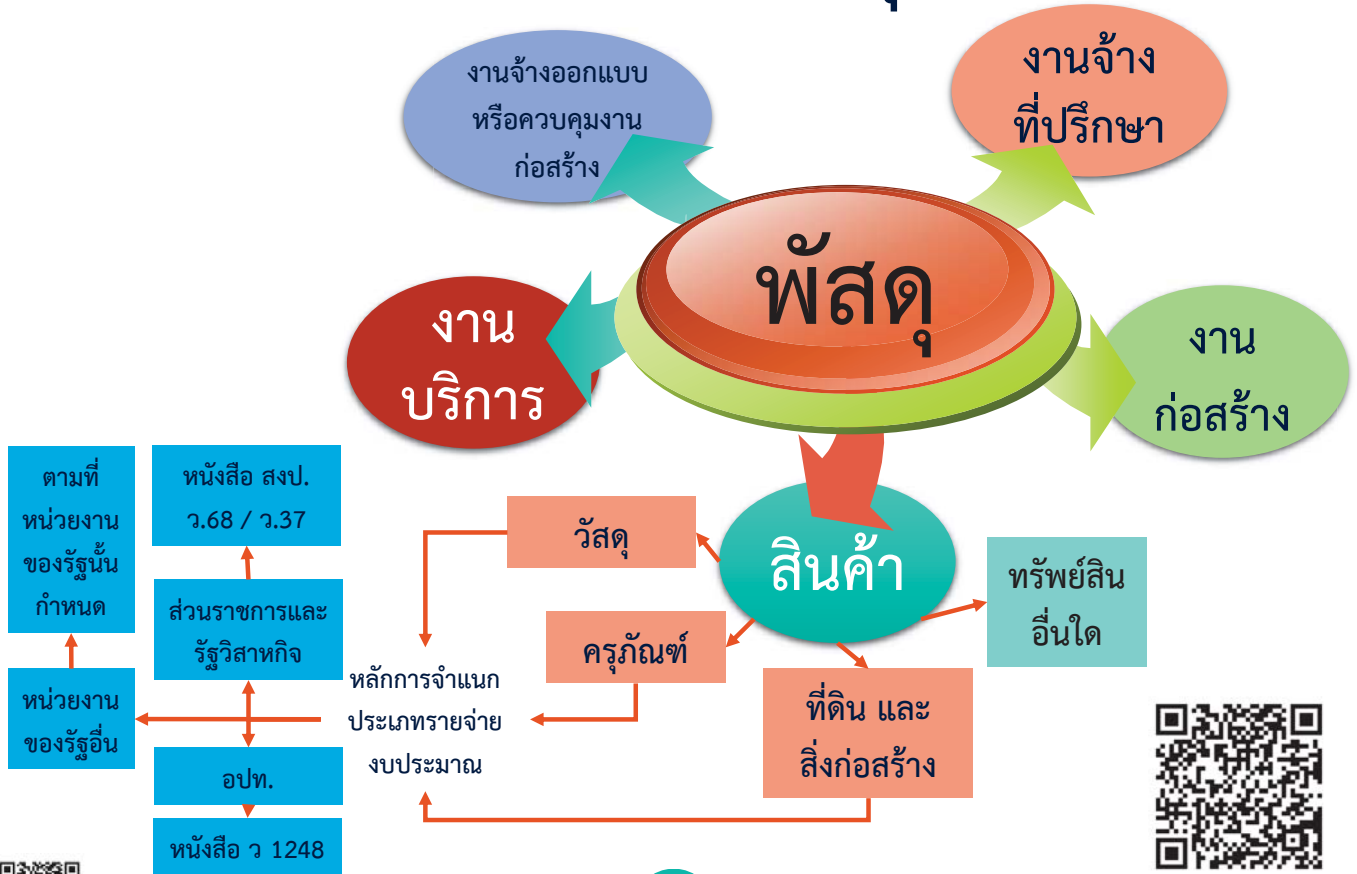 งานจ้างออกแบบ
หรือควบคุมงาน
ก่อสร้าง
งานจ้าง
ที่ปรึกษา
พัสดุ
งาน
บริการ
งาน
ก่อสร้าง
สินค้า
วัสดุ
ครุภัณฑ์
ที่ดิน และ
สิ่งก่อสร้าง
ทรัพย์สิน
อื่นใด
หลักการจำแนก
ประเภทรายจ่าย
งบประมาณ
ตามที่
หน่วยงาน
ของรัฐนั้น
กำหนด
หนังสือ สงป.
ว.68 / ว.37
ส่วนราชการและ
รัฐวิสาหกิจ
หน่วยงาน
ของรัฐอื่น
อปท.
หนังสือ ว 1248